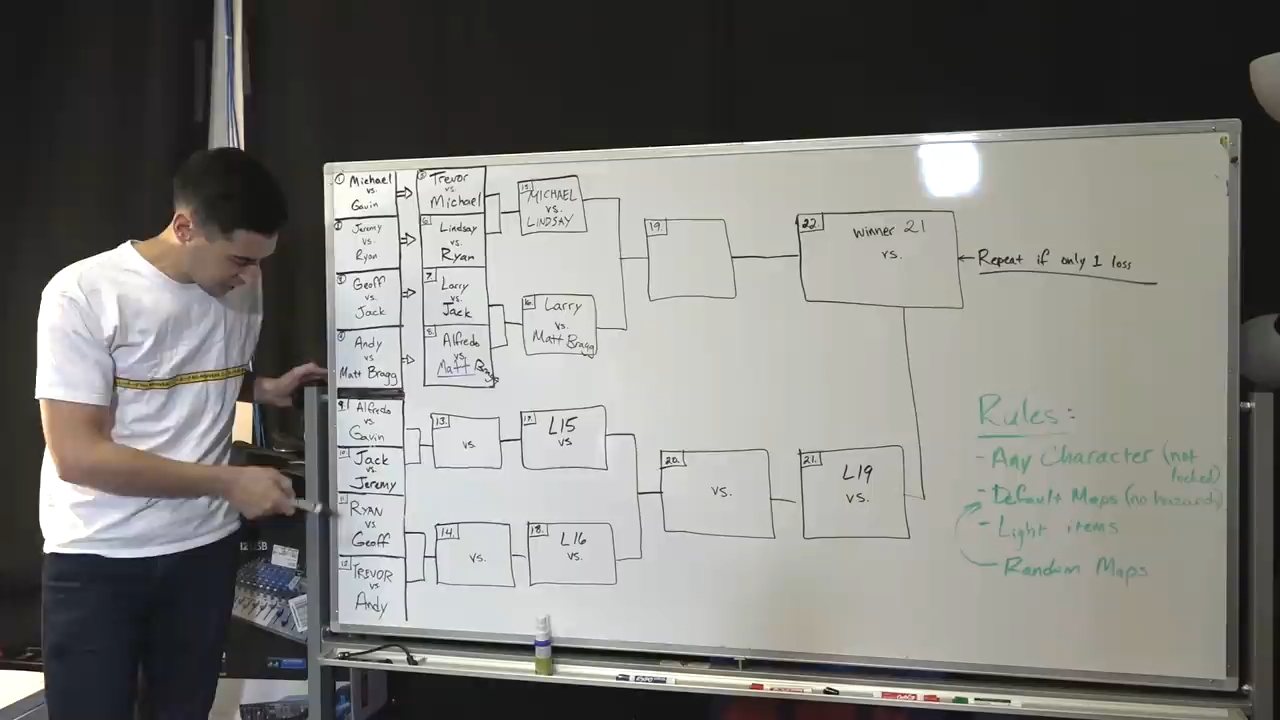 1 Michael
vs.
Gavin
2 Jeremy
vs
Ryan
3 Geoff
vs.
Jack
4 Andy
vs
Matt Bragg
5 Trevor
vs
Michael
6. Lindsay
vs.
Ryan
7. Larry
vs.
Jack
8. Alfredo
vs.
Matt Bragg
15. MICHAEL
vs.
LINDSAY
16. Larry
vs.
Matt Bragg
19.
22. Winner 21
vs.
Repeat if only 1 loss
9. Alfredo
vs.
Gavin
10. Jack
vs.
Jeremy
11. RYAN
vs
Geoff
12. TREVOR
vs
Andy
13.
vs
14.
vs.
17. L15
vs
18. L16
vs.
20.
vs.
21. L19
vs.
Rules:
- Any Character (not
locked)
- Default Maps (no hazards)
- Light items
Random Maps